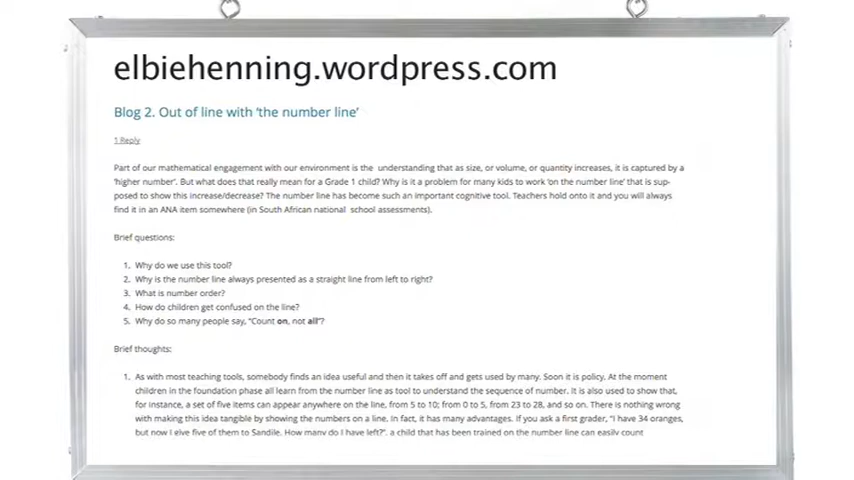 elbiehenning.wordpress.com
Blog 2. Out of line with ‘the number line’
1 Reply
Part of our mathematical engagement with our environment is the understanding that as size, or volume, or quantity increases, it is captured by a
‘higher number’. But what does that really mean for a Grade 1 child? Why is it a problem for many kids to work ‘on the number line’ that is sup-
posed to show this increase/decrease? The number line has become such an important cognitive tool. Teachers hold onto it and you will always
find it in an ANA item somewhere (in South African national school assessments).
Brief questions:
1. Why do we use this tool?
2. Why is the number line always presented as a straight line from left to right?
3. What is number order?
4. How do children get confused on the line?
5. Why do so many people say, “Count on, not all”?
Brief thoughts:
1. As with most teaching tools, somebody finds an idea useful and then it takes off and gets used by many. Soon it is policy. At the moment
children in the foundation phase all learn from the number line as tool to understand the sequence of number. It is also used to show that,
for instance, a set of five items can appear anywhere on the line, from 5 to 10; from 0 to 5, from 23 to 28, and so on. There is nothing wrong
with making this idea tangible by showing the numbers on a line. In fact, it has many advantages. If you ask a first grader, “I have 34 oranges,
but now I give five of them to Sandile. How many do I have left?”, a child that has been trained on the number line can easily count